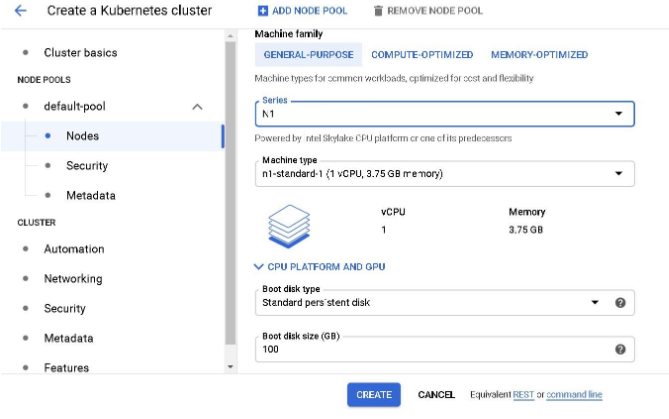 Create a Kubernetes cluster
ADD NODE POOL
REMOVE NODE POOL
Cluster basics
NODE POOLS
default-pool
Nodes
Security
Metadata
CLUSTER
Automation
Networking
Security
Metadata
Features
Machine family
GENERAL-PURPOSE COMPUTE-OPTIMIZED MEMORY-OPTIMIZED
Machine types for common workloads, optimized for cost and flexibility
Series
N1
Powered by Intel Skylake CPU platform or one of its predecessors
Machine type
n1-standard-1 (1 vCPU, 3.75 GB memory)
vCPU Memory
1 3.75 GB
CPU PLATFORM AND GPU
Boot disk type
Standard persistent disk
Boot disk size (GB)
100
CREATE CANCEL Equivalent REST or command line